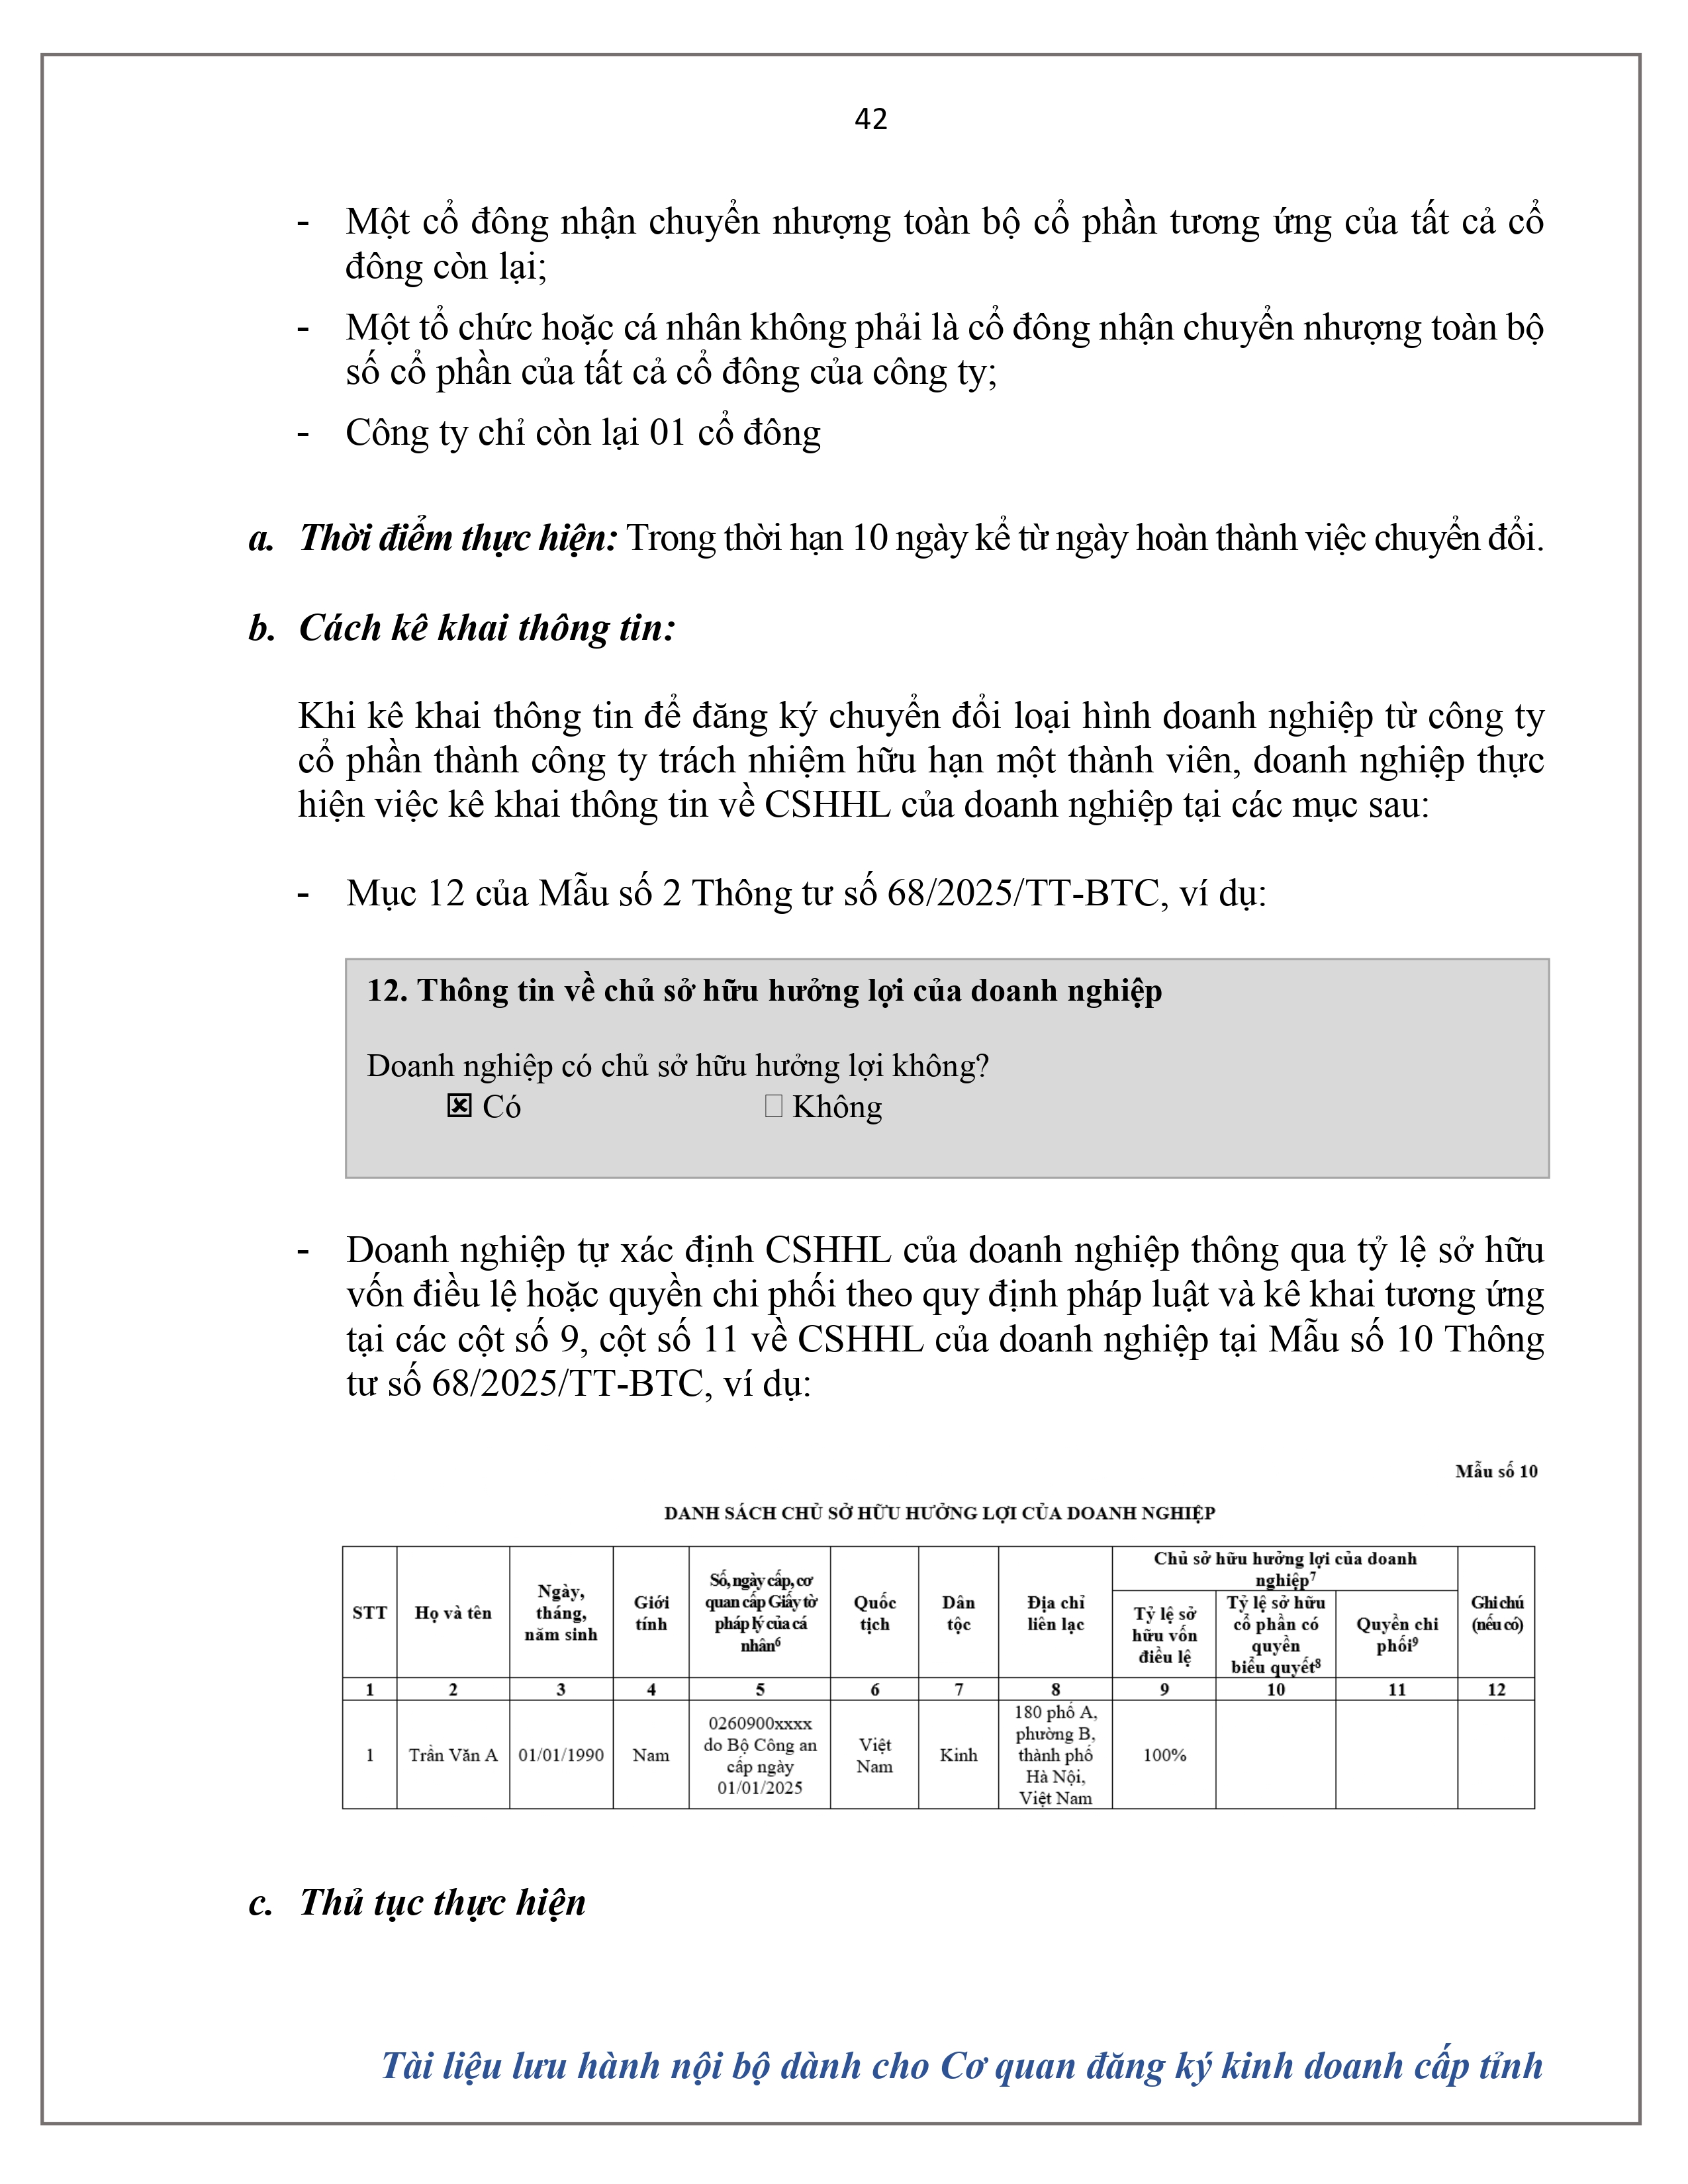 42
- Một cổ đông nhận chuyển nhượng toàn bộ cổ phần tương ứng của tất cả cổ
đông còn lại;
- Một tổ chức hoặc cá nhân không phải là cổ đông nhận chuyển nhượng toàn bộ
số cổ phần của tất cả cổ đông của công ty;
- Công ty chỉ còn lại 01 cổ đông
a. Thời điểm thực hiện: Trong thời hạn 10 ngày kể từ ngày hoàn thành việc chuyển đổi.
b. Cách kê khai thông tin:
Khi kê khai thông tin để đăng ký chuyển đổi loại hình doanh nghiệp từ công ty
cổ phần thành công ty trách nhiệm hữu hạn một thành viên, doanh nghiệp thực
hiện việc kê khai thông tin về CSHHL của doanh nghiệp tại các mục sau:
- Mục 12 của Mẫu số 2 Thông tư số 68/2025/TT-BTC, ví dụ:
12. Thông tin về chủ sở hữu hưởng lợi của doanh nghiệp
Doanh nghiệp có chủ sở hữu hưởng lợi không?
☒ Có ☐ Không
- Doanh nghiệp tự xác định CSHHL của doanh nghiệp thông qua tỷ lệ sở hữu
vốn điều lệ hoặc quyền chi phối theo quy định pháp luật và kê khai tương ứng
tại các cột số 9, cột số 11 về CSHHL của doanh nghiệp tại Mẫu số 10 Thông
tư số 68/2025/TT-BTC, ví dụ:
Mẫu số 10
DANH SÁCH CHỦ SỞ HỮU HƯỞNG LỢI CỦA DOANH NGHIỆP
STT
Họ và tên
Ngày,
tháng,
năm sinh
Giới
tính
Số, ngày cấp, cơ
quan cấp Giấy tờ
pháp lý của cá
nhân⁶
Quốc
tịch
Dân
tộc
Địa chỉ
liên lạc
Chủ sở hữu hưởng lợi của doanh
nghiệp⁷
Tỷ lệ sở
hữu vốn
điều lệ
Tỷ lệ sở hữu
cổ phần có
quyền
biểu quyết⁸
Quyền chi
phối⁹
Ghi chú
(nếu có)
1 2 3 4 5 6 7 8 9 10 11 12
1
Trần Văn A
01/01/1990
Nam
0260900xxxx
do Bộ Công an
cấp ngày
01/01/2025
Việt
Nam
Kinh
180 phố A,
phường B,
thành phố
Hà Nội,
Việt Nam
100%
c. Thủ tục thực hiện
Tài liệu lưu hành nội bộ dành cho Cơ quan đăng ký kinh doanh cấp tỉnh